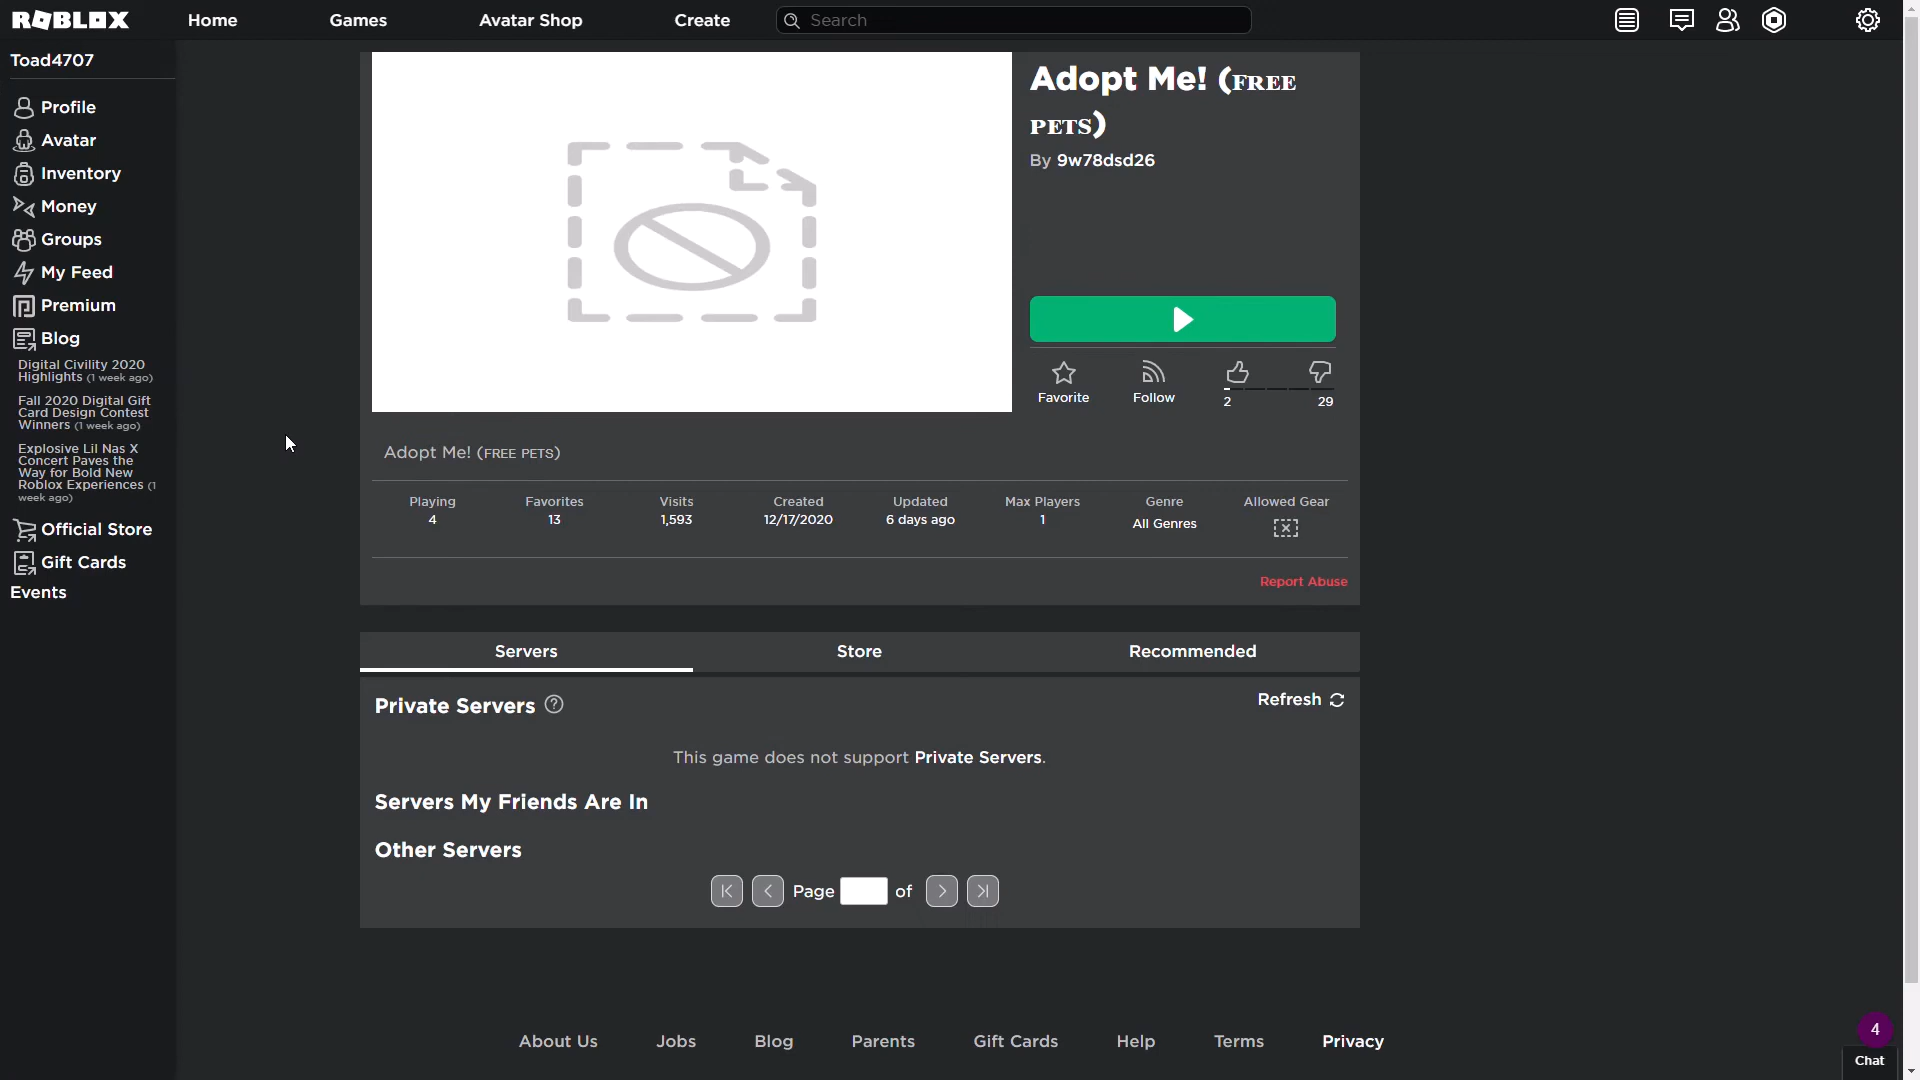 ROBLOX
Home
Games
Avatar Shop
Create
Search
Toad4707
Profile
Avatar
Inventory
Money
Groups
My Feed
Premium
Blog
Digital Civility 2020
Highlights (1 week ago)
Fall 2020 Digital Gift
Card Design Contest
Winners (1 week ago)
Explosive Lil Nas X
Concert Paves the
Way for Bold New
Roblox Experiences (1
week ago)
Official Store
Gift Cards
Events
Adopt Me! (ꜰʀᴇᴇ
ᴘᴇᴛꜱ)
By 9w78dsd26
Favorite
Follow
2
29
Adopt Me! (ꜰʀᴇᴇ ᴘᴇᴛꜱ)
Playing Favorites Visits Created Updated Max Players Genre Allowed Gear
4 13 1,593 12/17/2020 6 days ago 1 All Genres
Report Abuse
Servers Store Recommended
Private Servers ?
Refresh
This game does not support Private Servers.
Servers My Friends Are In
Other Servers
Page of
About Us Jobs Blog Parents Gift Cards Help Terms Privacy
4
Chat